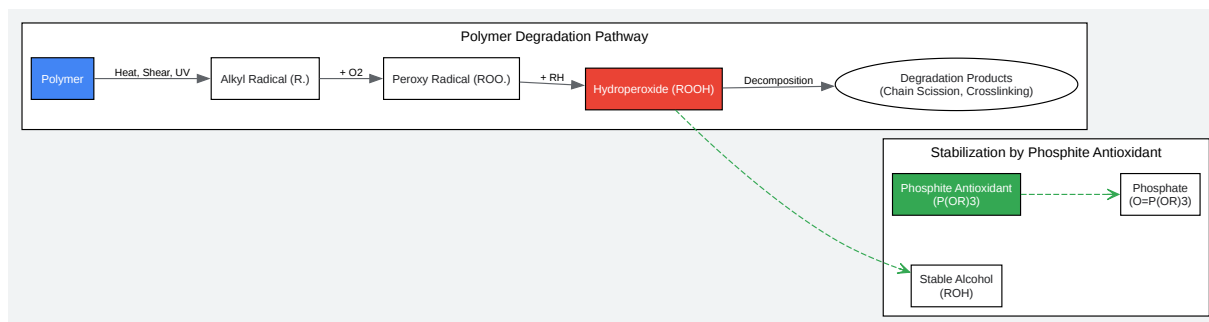 Polymer Degradation Pathway
Polymer
Heat, Shear, UV
Alkyl Radical (R.)
+ O2
Peroxy Radical (ROO.)
+ RH
Hydroperoxide (ROOH)
Decomposition
Degradation Products
(Chain Scission, Crosslinking)
Stabilization by Phosphite Antioxidant
Phosphite Antioxidant
(P(OR)3)
Phosphate
(O=P(OR)3)
Stable Alcohol
(ROH)